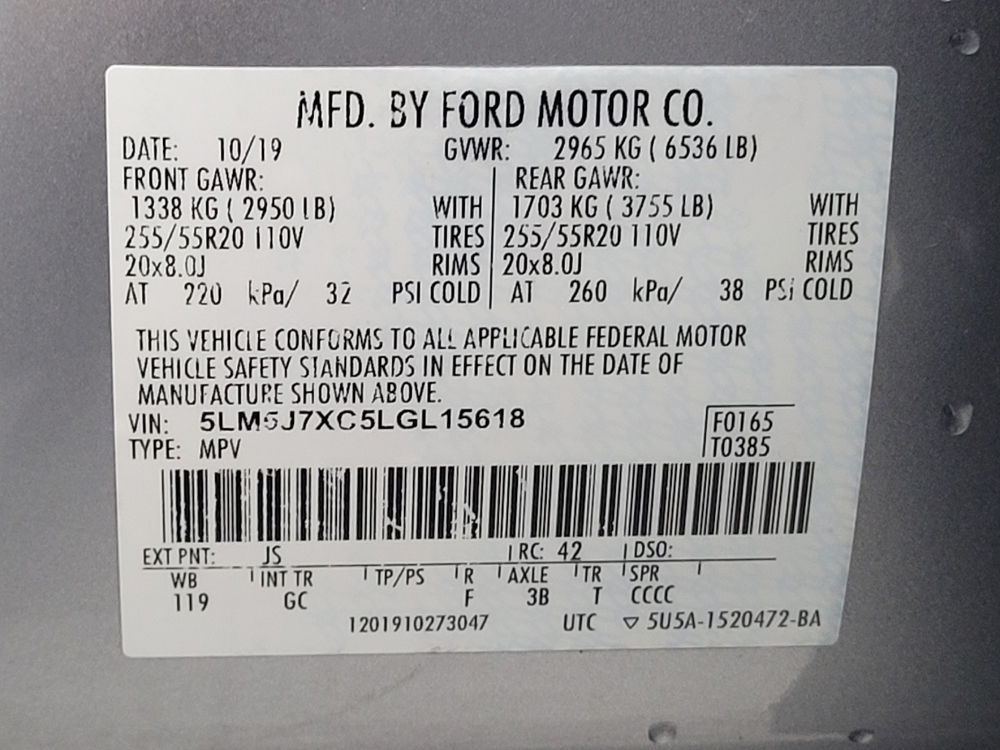 MFD. BY FORD MOTOR CO.
DATE: 10/19 GVWR: 2965 KG ( 6536 LB)
FRONT GAWR: REAR GAWR:
1338 KG ( 2950 LB) WITH 1703 KG ( 3755 LB) WITH
255/55R20 110V TIRES 255/55R20 110V TIRES
20x8.0J RIMS 20x8.0J RIMS
AT 220 kPa/ 32 PSI COLD AT 260 kPa/ 38 PSi COLD
THIS VEHICLE CONFORMS TO ALL APPLICABLE FEDERAL MOTOR
VEHICLE SAFETY STANDARDS IN EFFECT ON THE DATE OF
MANUFACTURE SHOWN ABOVE.
VIN: 5LM5J7XC5LGL15618 F0165
TYPE: MPV T0385
EXT PNT: JS RC: 42 DSO:
WB INT TR TP/PS R AXLE TR SPR
119 GC F 3B T CCCC
1201910273047 UTC ▽ 5U5A-1520472-BA